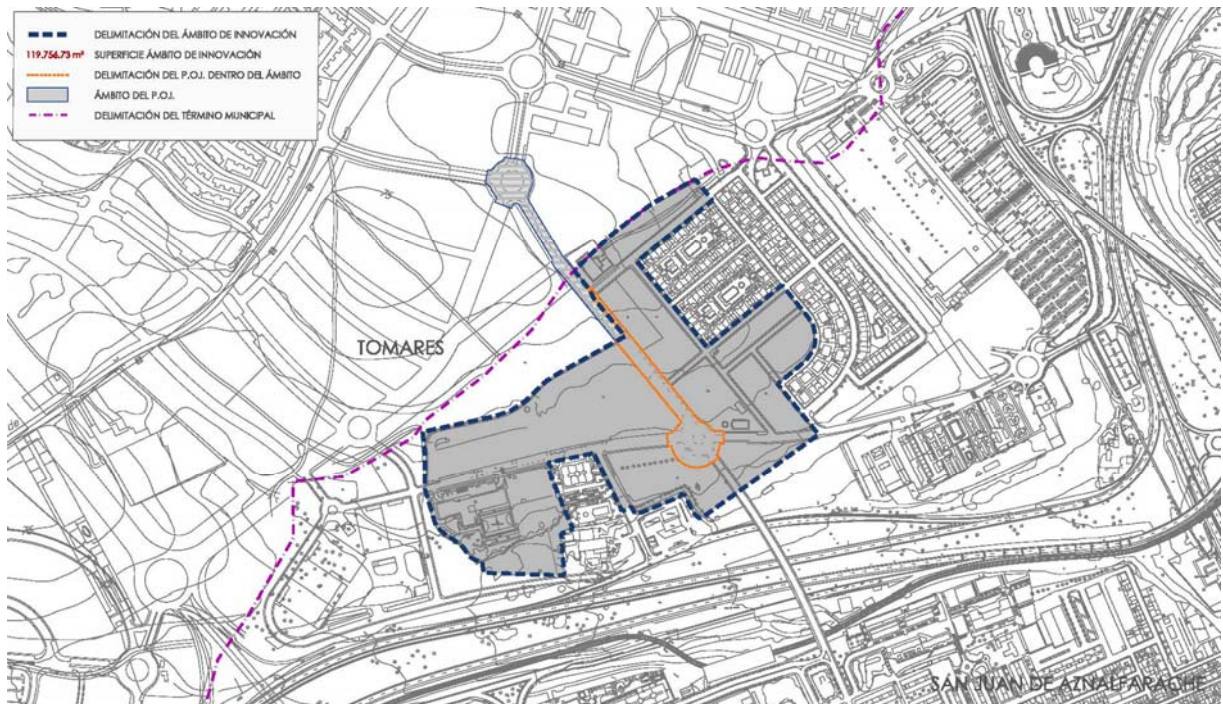 DELIMITACIÓN DEL ÁMBITO DE INNOVACIÓN
119.756.73 m² SUPERFICIE ÁMBITO DE INNOVACIÓN
DELIMITACIÓN DEL P.O.I. DENTRO DEL ÁMBITO
ÁMBITO DEL P.O.I.
DELIMITACIÓN DEL TÉRMINO MUNICIPAL
TOMARES
SAN JUAN DE AZNALFARACHE